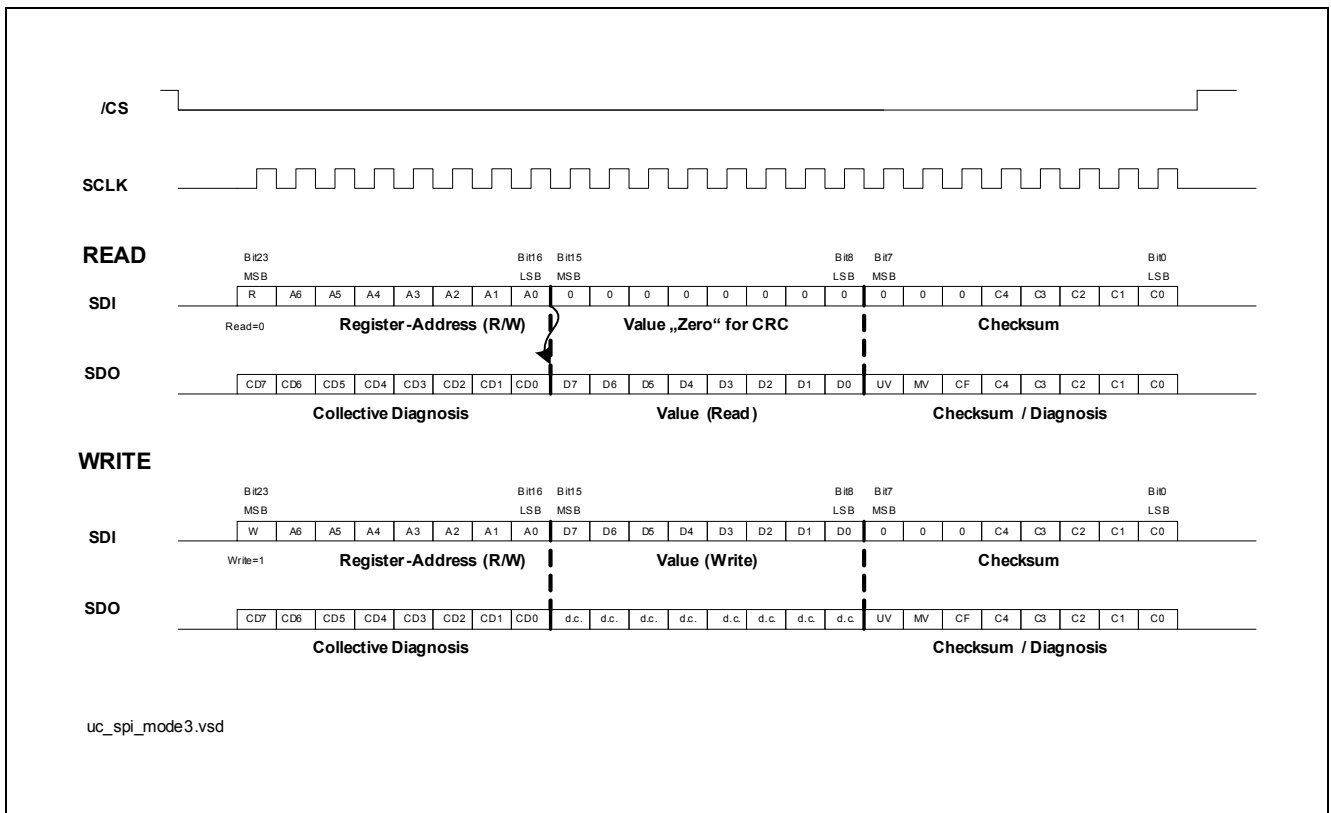 /CS
SCLK
READ
Bit23 Bit16 Bit15 Bit8 Bit7 Bit0
MSB LSB MSB LSB MSB LSB
SDI R A6 A5 A4 A3 A2 A1 A0 0 0 0 0 0 0 0 0 0 0 0 C4 C3 C2 C1 C0
Read=0 Register-Address (R/W) Value „Zero“ for CRC Checksum
SDO CD7 CD6 CD5 CD4 CD3 CD2 CD1 CD0 D7 D6 D5 D4 D3 D2 D1 D0 UV MV CF C4 C3 C2 C1 C0
Collective Diagnosis Value (Read) Checksum / Diagnosis
WRITE
Bit23 Bit16 Bit15 Bit8 Bit7 Bit0
MSB LSB MSB LSB MSB LSB
SDI W A6 A5 A4 A3 A2 A1 A0 D7 D6 D5 D4 D3 D2 D1 D0 0 0 0 C4 C3 C2 C1 C0
Write=1 Register-Address (R/W) Value (Write) Checksum
SDO CD7 CD6 CD5 CD4 CD3 CD2 CD1 CD0 d.c. d.c. d.c. d.c. d.c. d.c. d.c. d.c. UV MV CF C4 C3 C2 C1 C0
Collective Diagnosis Checksum / Diagnosis
uc_spi_mode3.vsd